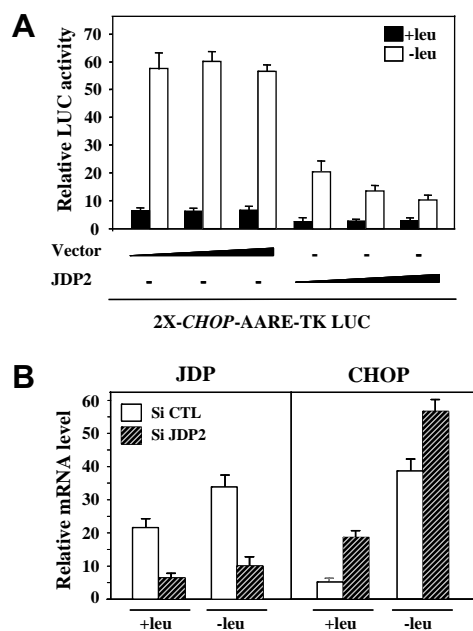 A
Relative LUC activity
70
60
50
40
30
20
10
0
+leu
-leu
Vector - - -
JDP2 - - -
2X-CHOP-AARE-TK LUC
B
JDP CHOP
Relative mRNA level
60
50
40
30
20
10
0
Si CTL
Si JDP2
+leu -leu +leu -leu